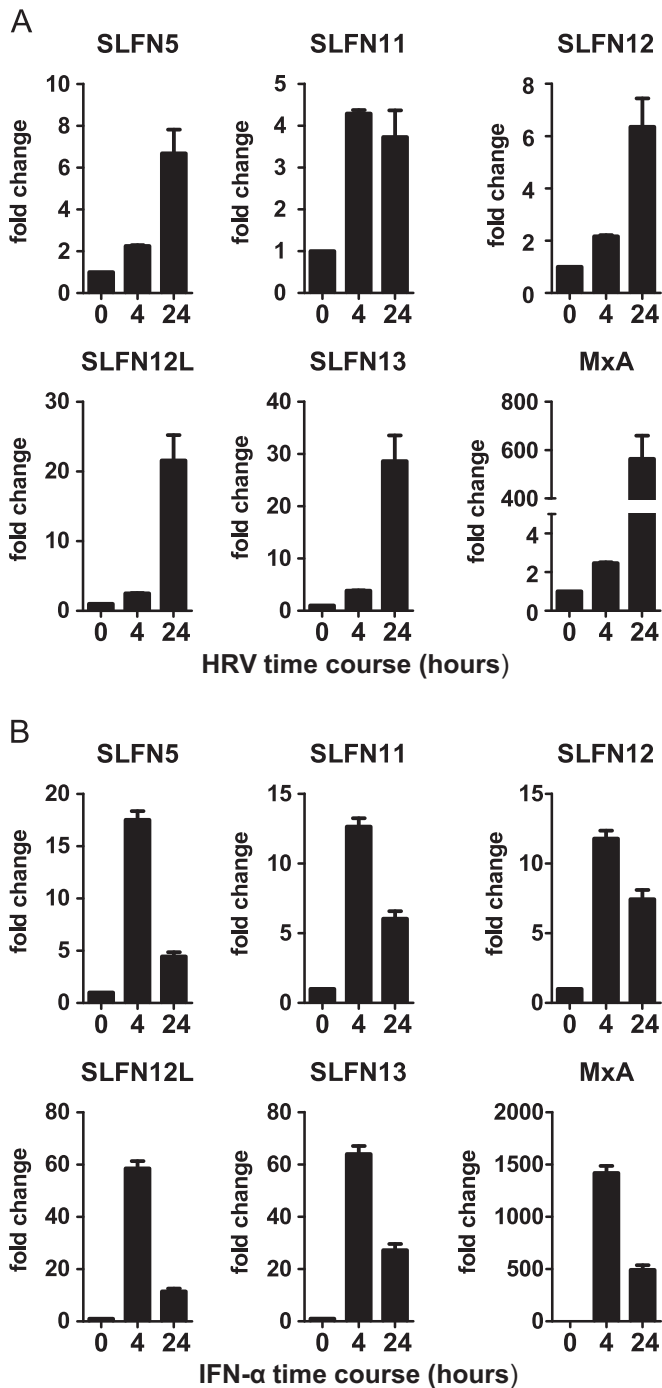 A
SLFN5 SLFN11 SLFN12
fold change
10
8
6
4
2
0
0 4 24
fold change
5
4
3
2
1
0
0 4 24
fold change
8
6
4
2
0
0 4 24
SLFN12L SLFN13 MxA
fold change
30
20
10
0
0 4 24
fold change
40
30
20
10
0
0 4 24
fold change
800
600
400
4
2
0
0 4 24
HRV time course (hours)
B
SLFN5 SLFN11 SLFN12
fold change
20
15
10
5
0
0 4 24
fold change
15
10
5
0
0 4 24
fold change
15
10
5
0
0 4 24
SLFN12L SLFN13 MxA
fold change
80
60
40
20
0
0 4 24
fold change
80
60
40
20
0
0 4 24
fold change
2000
1500
1000
500
0
0 4 24
IFN-α time course (hours)